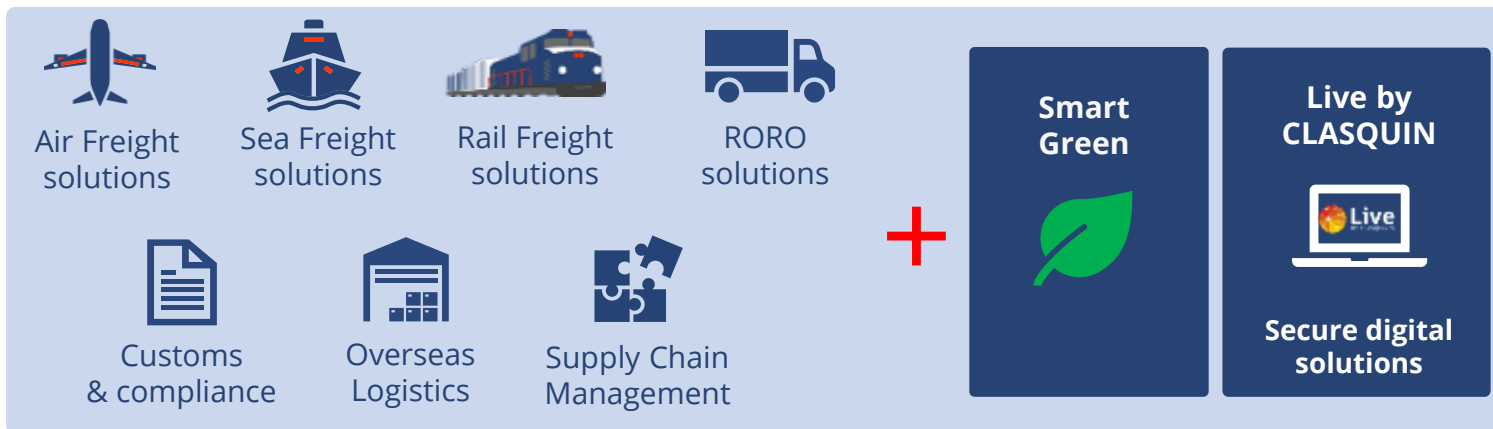 Air Freight
solutions
Sea Freight
solutions
Rail Freight
solutions
RORO
solutions
Customs
& compliance
Overseas
Logistics
Supply Chain
Management
+
Smart
Green
Live by
CLASQUIN
Live
Secure digital
solutions